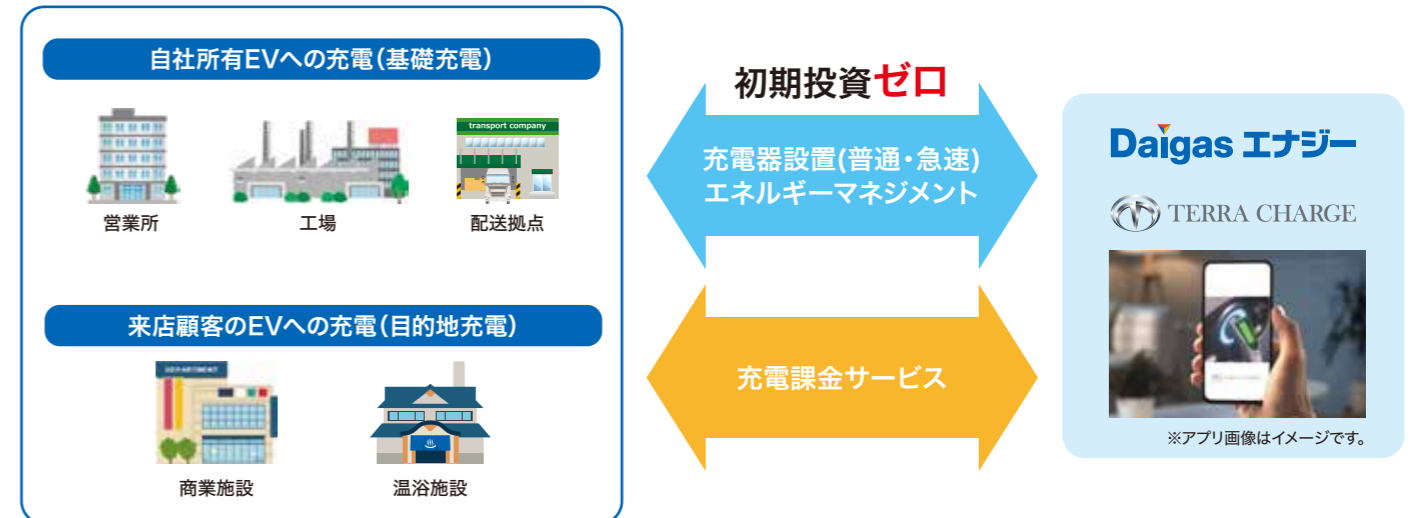 自社所有EVへの充電(基礎充電)
transport company
営業所
工場
配送拠点
来店顧客のEVへの充電(目的地充電)
DEPARTMENT
商業施設
温浴施設
初期投資ゼロ
充電器設置(普通・急速)
エネルギーマネジメント
充電課金サービス
Daigas エナジー
TERRA CHARGE
※アプリ画像はイメージです。